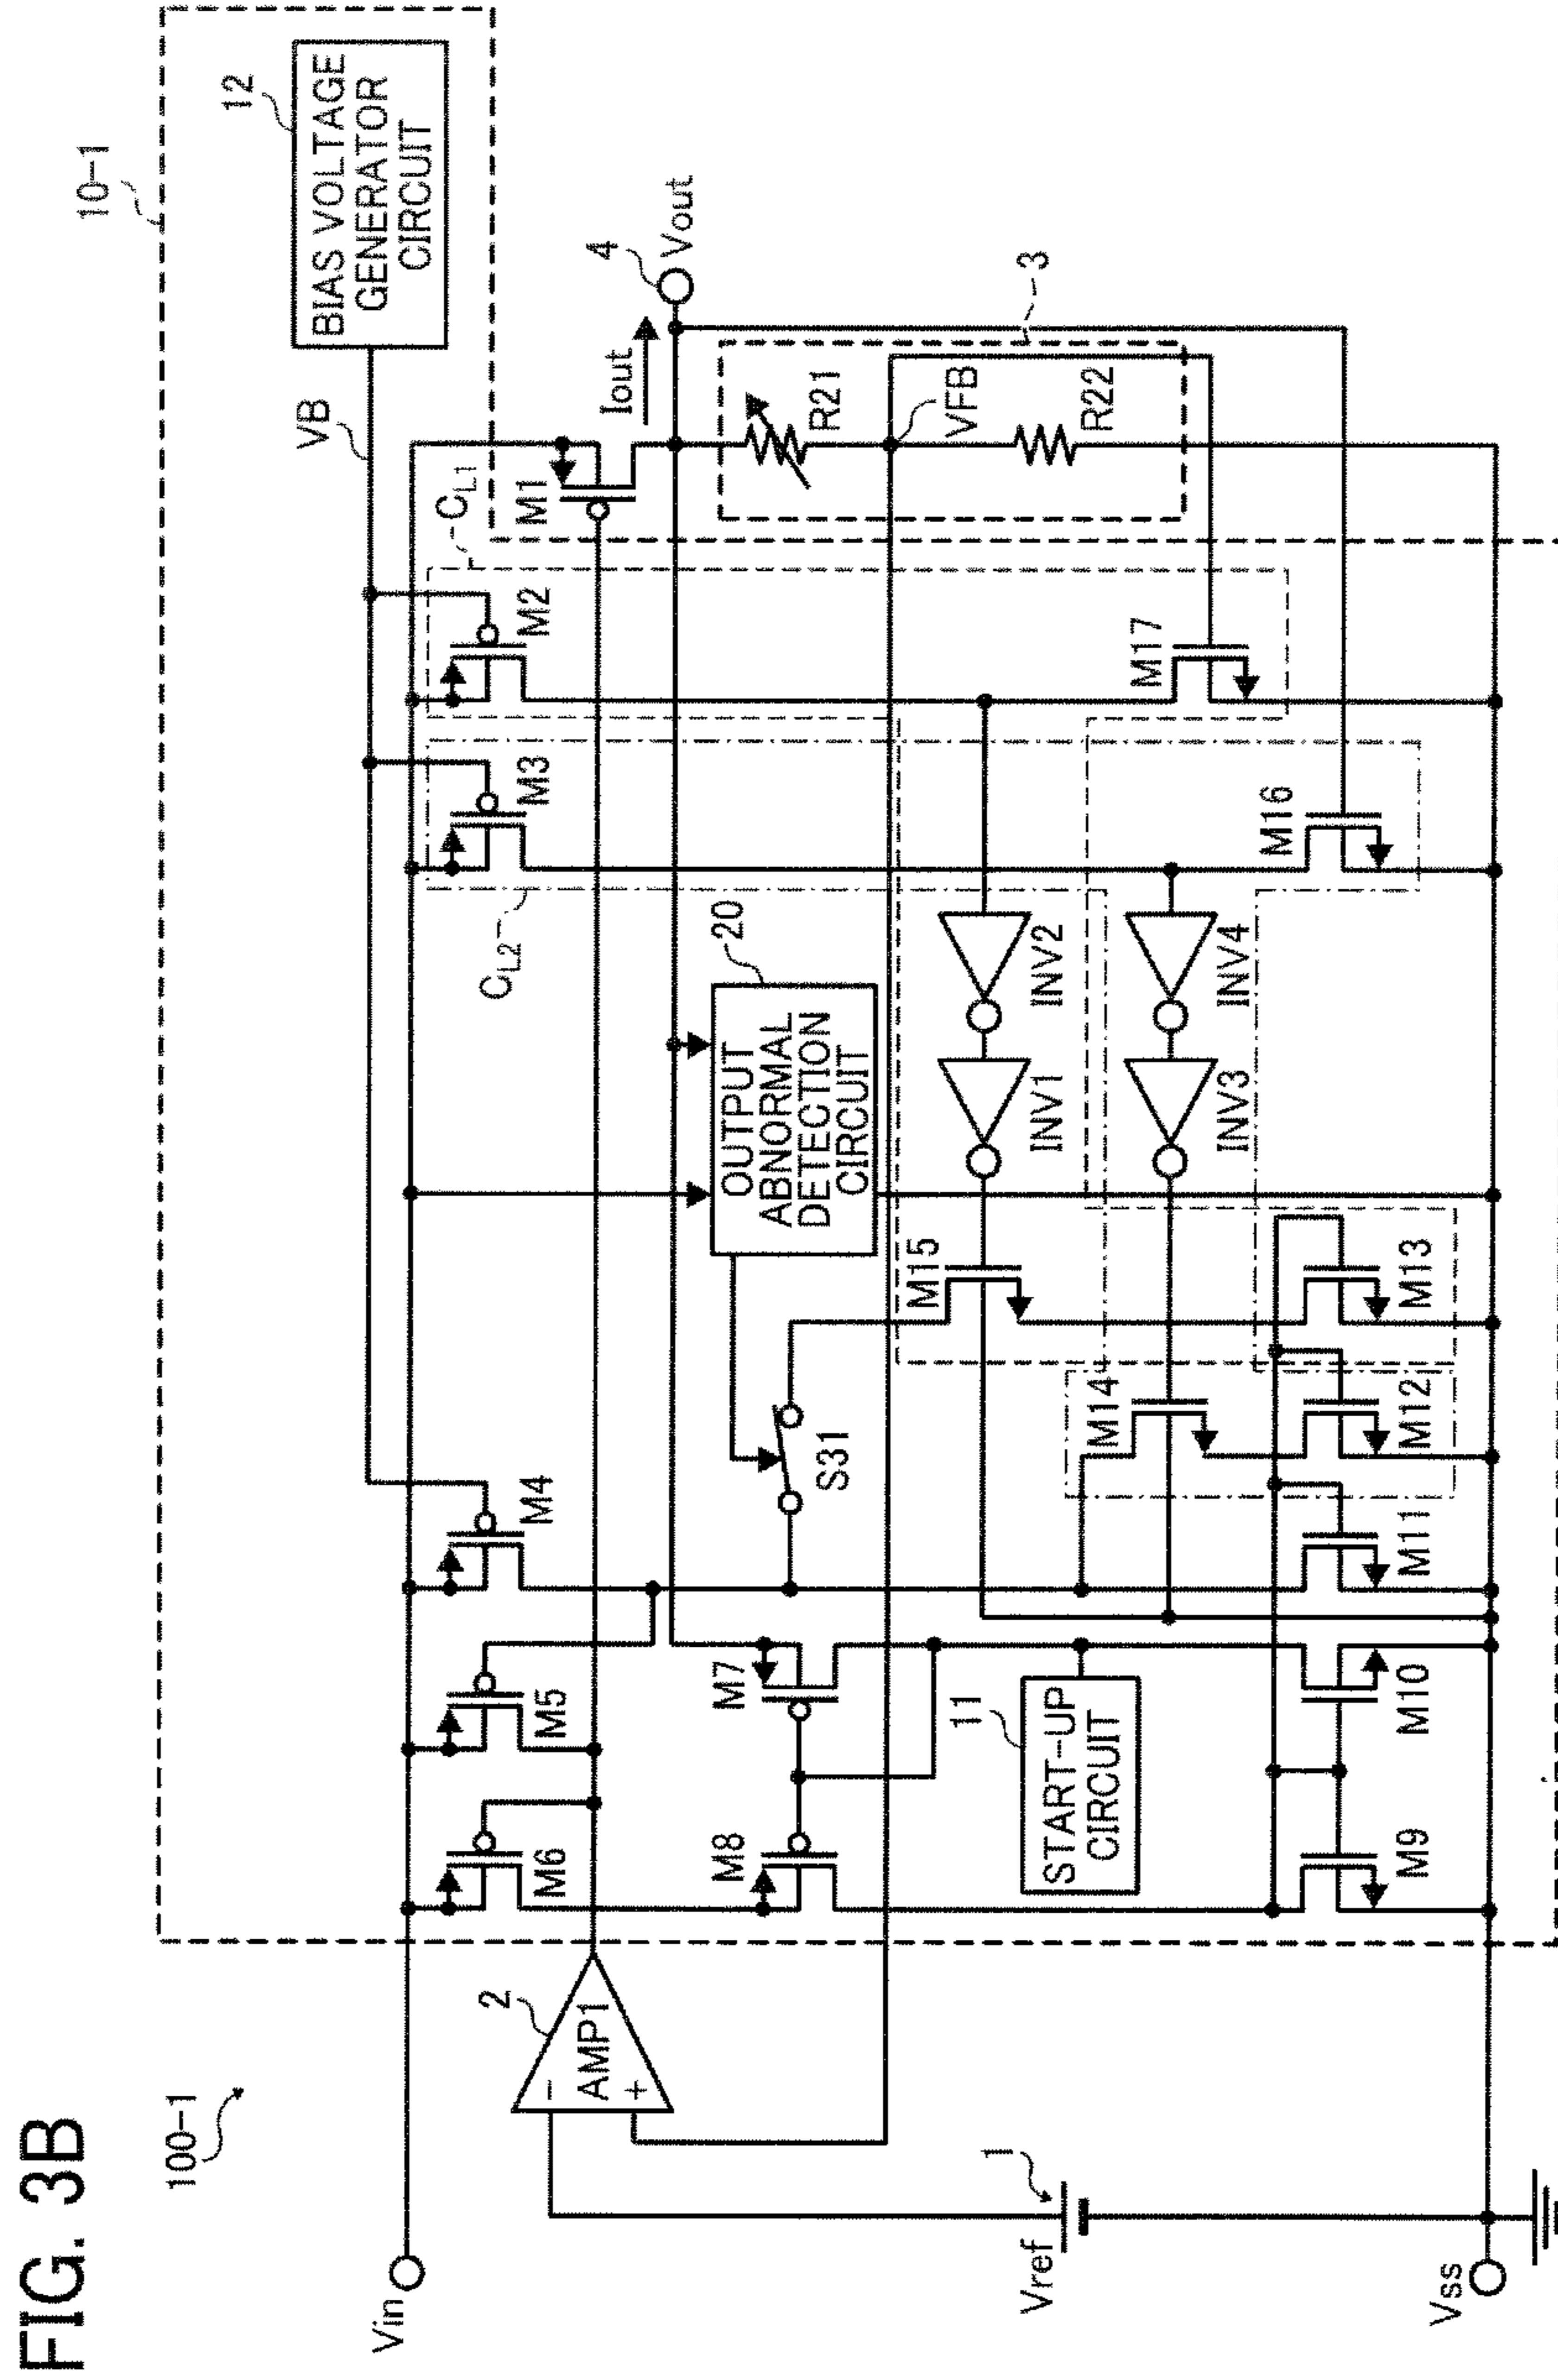 FIG. 3B
100-1
10-1
12
BIAS VOLTAGE
GENERATOR
CIRCUIT
VB
Vin
M6
M5
M4
M3
M2
CL1
CL2
M1
Iout
4
Vout
2
AMP1
-
+
M8
M7
S31
20
OUTPUT
ABNORMAL
DETECTION
CIRCUIT
R21
3
VFB
R22
M15
INV1
INV2
M17
11
START-UP
CIRCUIT
M14
INV3
INV4
M16
1
Vref
M9
M10
M11
M12
M13
Vss